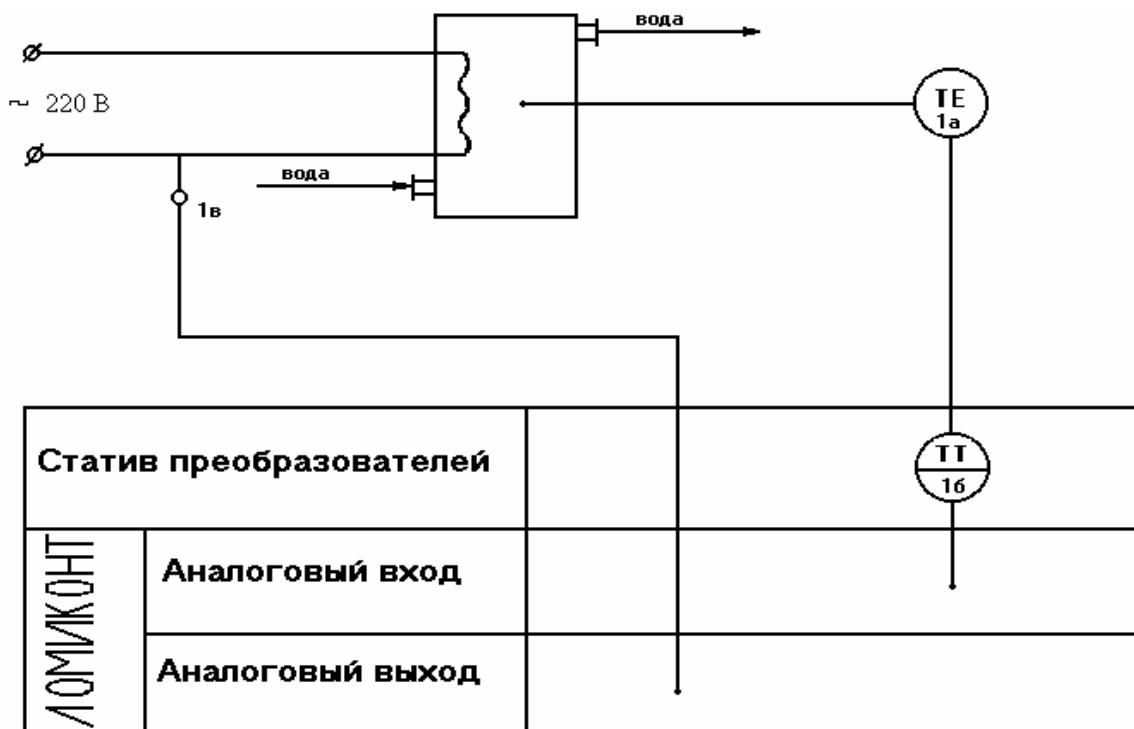 вода
~ 220 В
TE
1а
вода
1в
Статив преобразователей
TT
1б
ЛОМИКОНТ
Аналоговый вход
Аналоговый выход